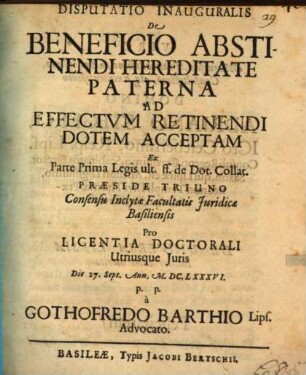 DISPUTATIO INAUGURALIS
De
BENEFICIO ABSTI-
NENDI HEREDITATE
PATERNA AD
EFFECTVM RETINENDI
DOTEM ACCEPTAM
Ex
Parte Prima Legis ult. ff. de Dot. Collat.
PRÆSIDE TRIUNO
Consensu Inclytæ Facultatis Juridicæ
Basiliensis
Pro
LICENTIA DOCTORALI
Utriusque Juris
Die 27. Sept. Ann. M. DC. LXXXVI.
p. p.
à
GOTHOFREDO BARTHIO Lips.
Advocato.
BASILEÆ, Typis JACOBI BERTSCHII.